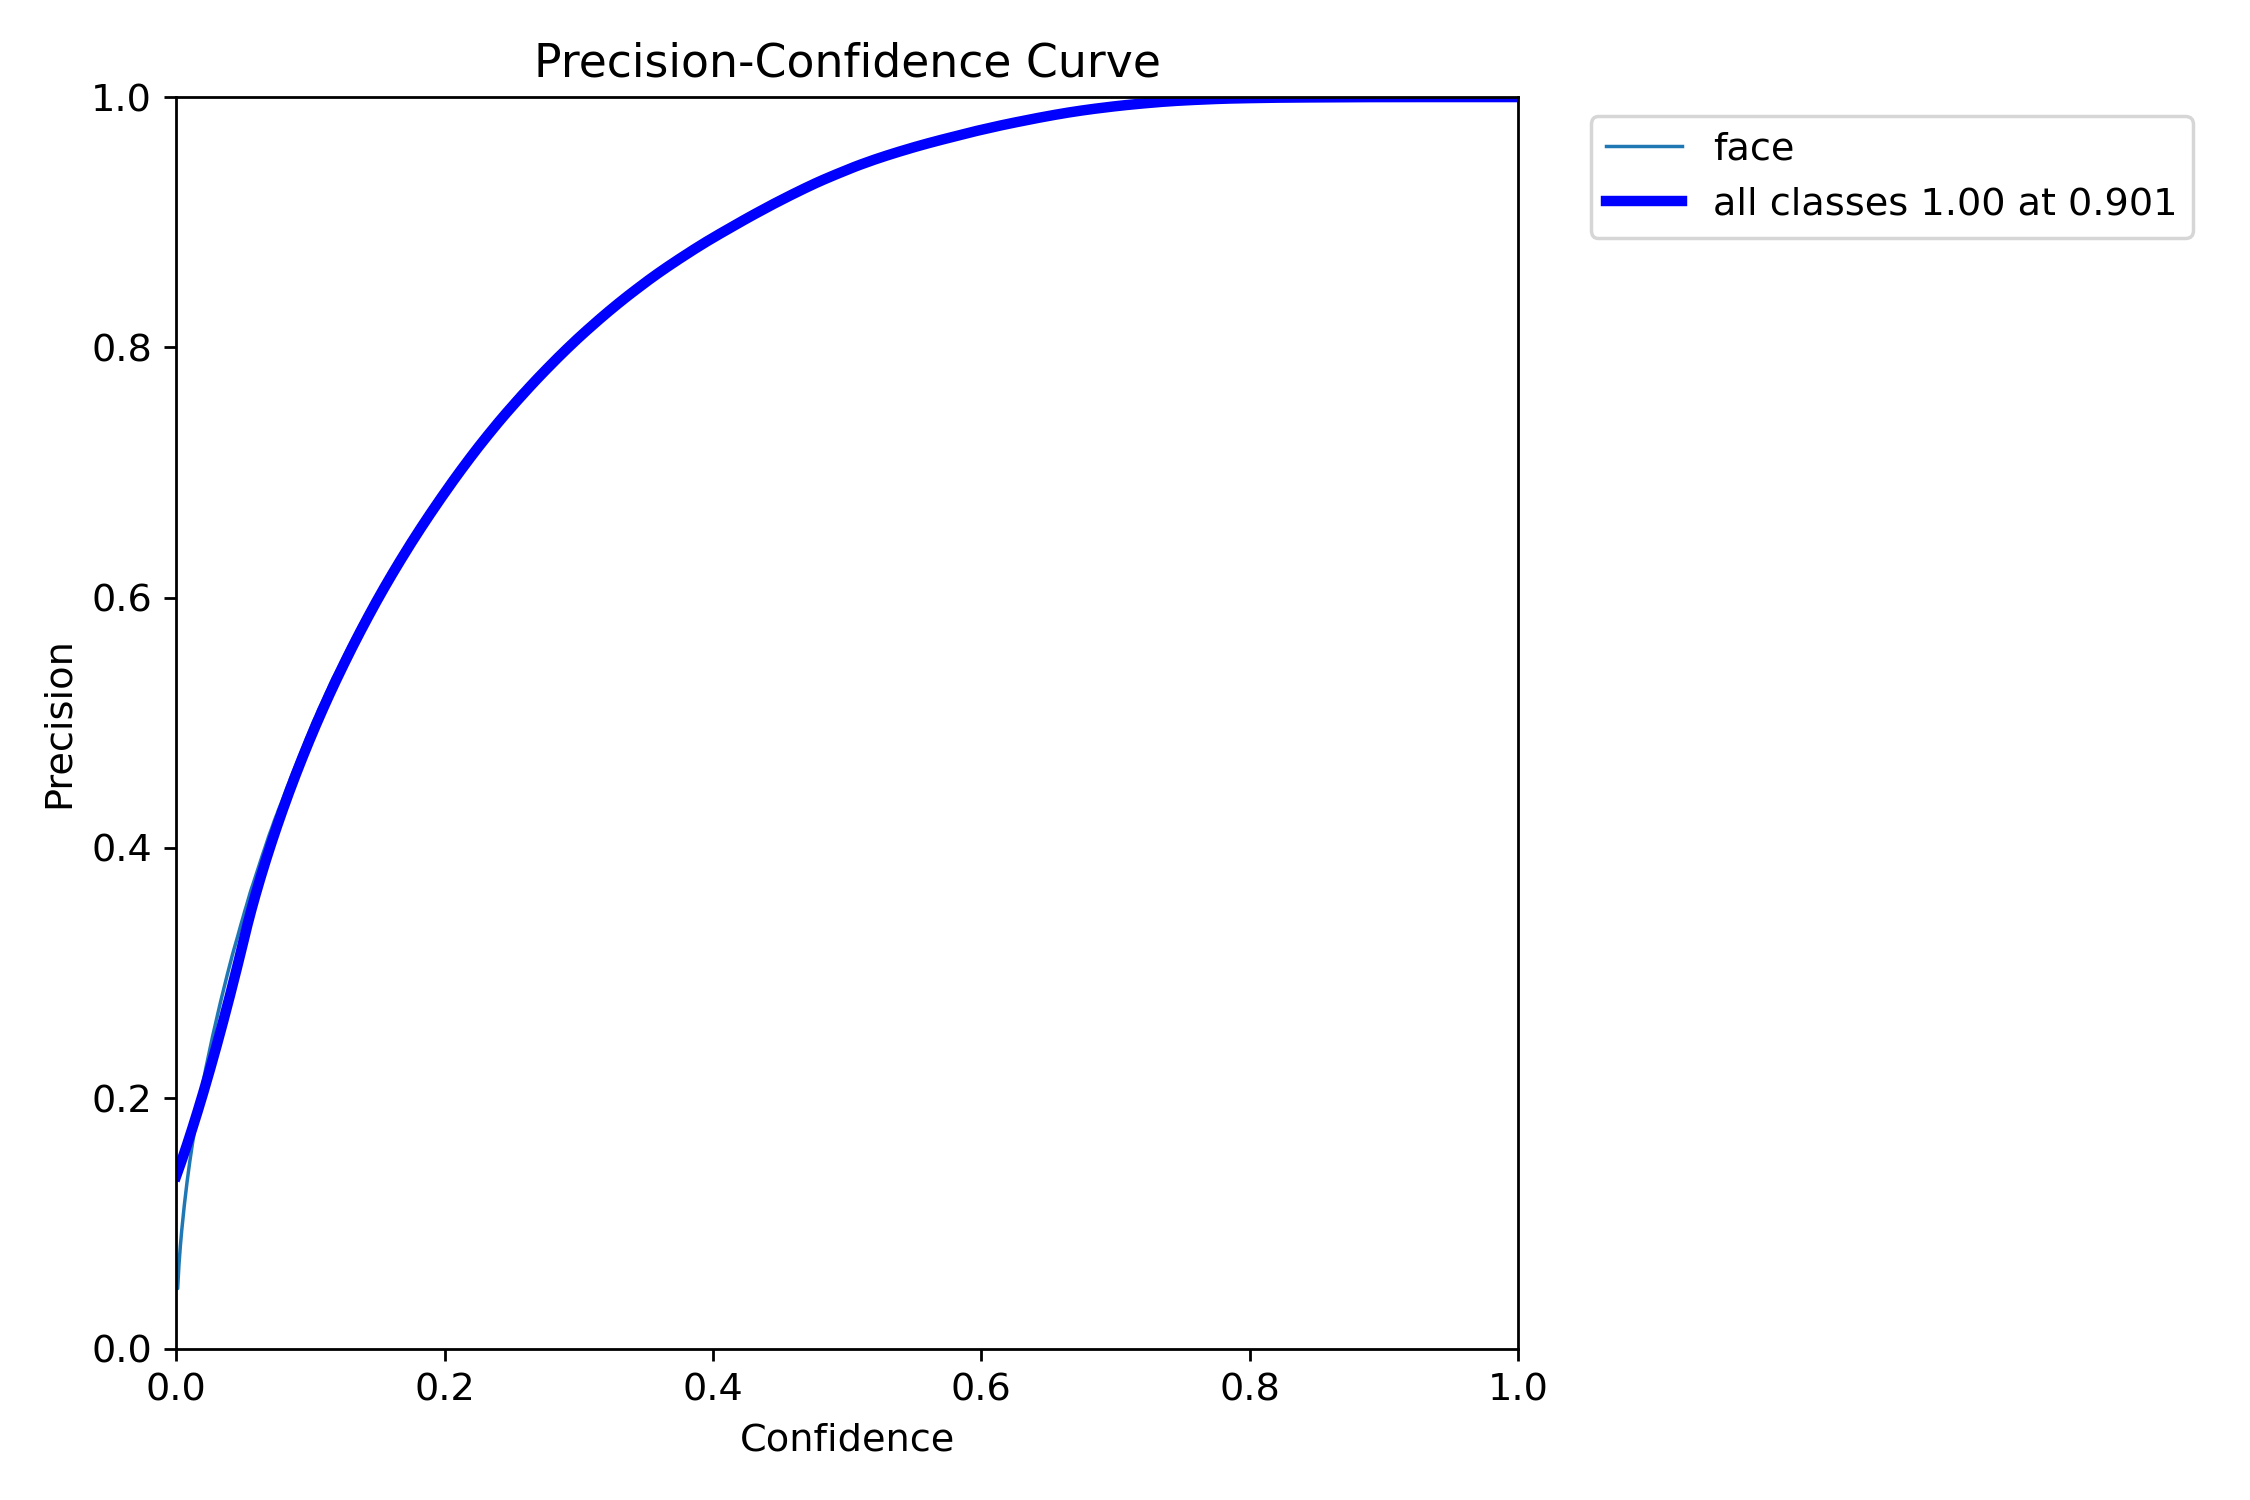 Precision-Confidence Curve
1.0
0.8
0.6
0.4
0.2
0.0
Precision
0.0 0.2 0.4 0.6 0.8 1.0
Confidence
face
all classes 1.00 at 0.901